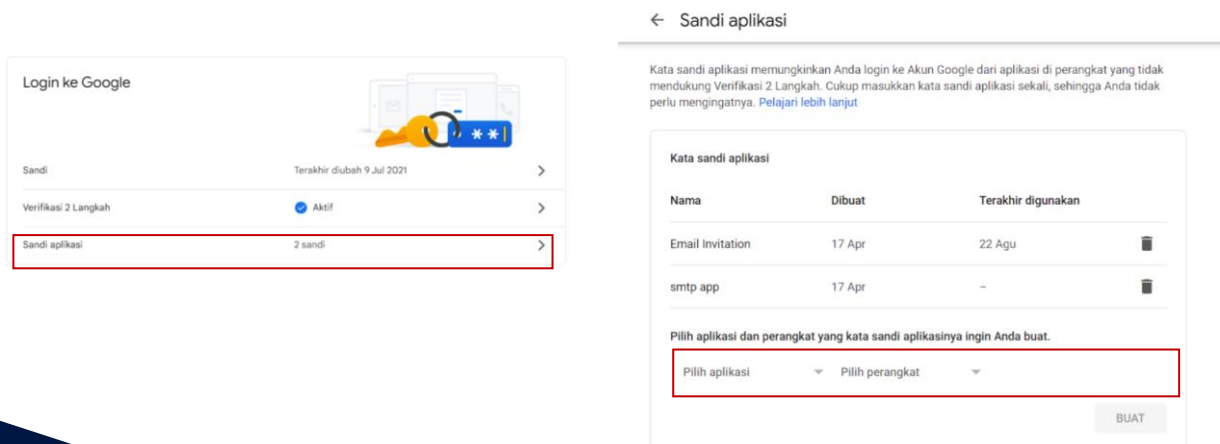 Login ke Google
**
Sandi Terakhir diubah 9 Jul 2021
Verifikasi 2 Langkah Aktif
Sandi aplikasi 2 sandi
Sandi aplikasi
Kata sandi aplikasi memungkinkan Anda login ke Akun Google dari aplikasi di perangkat yang tidak
mendukung Verifikasi 2 Langkah. Cukup masukkan kata sandi aplikasi sekali, sehingga Anda tidak
perlu mengingatnya. Pelajari lebih lanjut
Kata sandi aplikasi
Nama Dibuat Terakhir digunakan
Email Invitation 17 Apr 22 Agu
smtp app 17 Apr –
Pilih aplikasi dan perangkat yang kata sandi aplikasinya ingin Anda buat.
Pilih aplikasi Pilih perangkat
BUAT